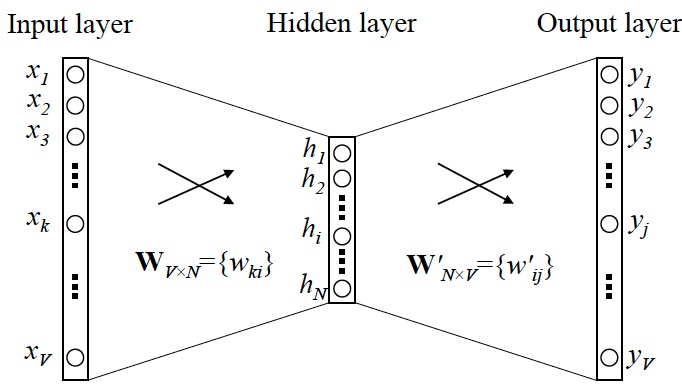 Input layer
Hidden layer
Output layer
x1
x2
x3
xk
xV
h1
h2
hi
hN
y1
y2
y3
yj
yV
WV×N={wki}
W'N×V={w'ij}